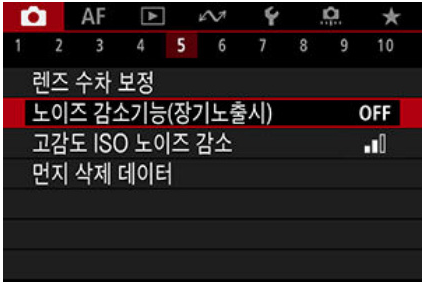 AF
1 2 3 4 5 6 7 8 9 10
렌즈 수차 보정
노이즈 감소기능(장기노출시) OFF
고감도 ISO 노이즈 감소
먼지 삭제 데이터